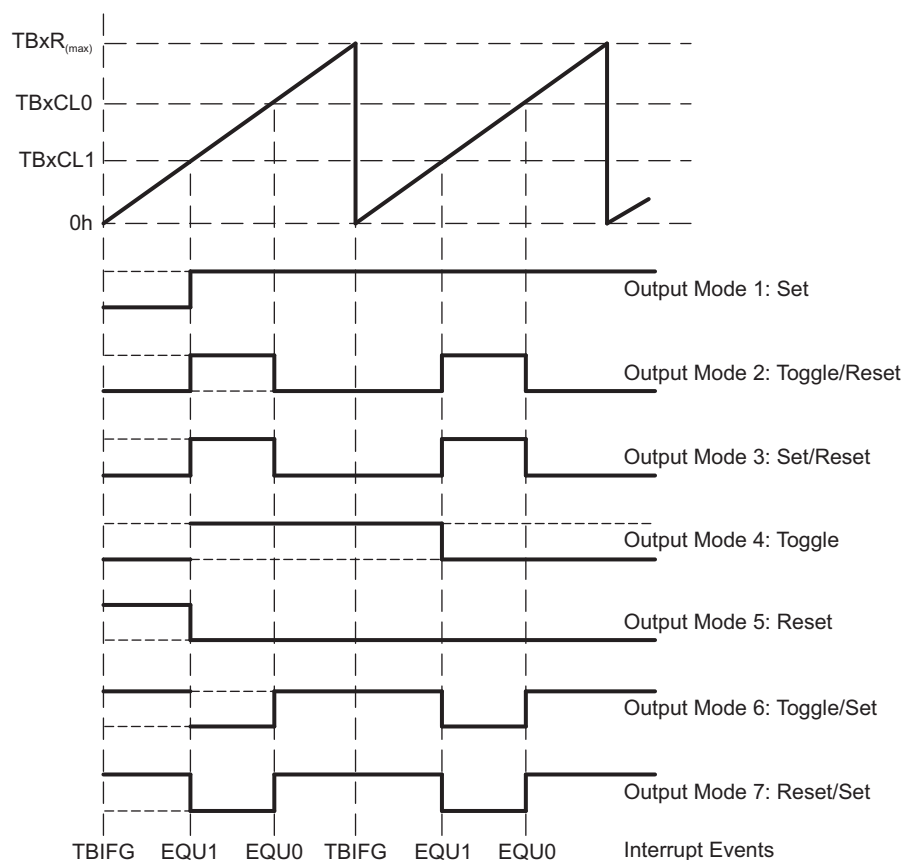 TBxR(max)
TBxCL0
TBxCL1
0h
Output Mode 1: Set
Output Mode 2: Toggle/Reset
Output Mode 3: Set/Reset
Output Mode 4: Toggle
Output Mode 5: Reset
Output Mode 6: Toggle/Set
Output Mode 7: Reset/Set
TBIFG EQU1 EQU0 TBIFG EQU1 EQU0 Interrupt Events